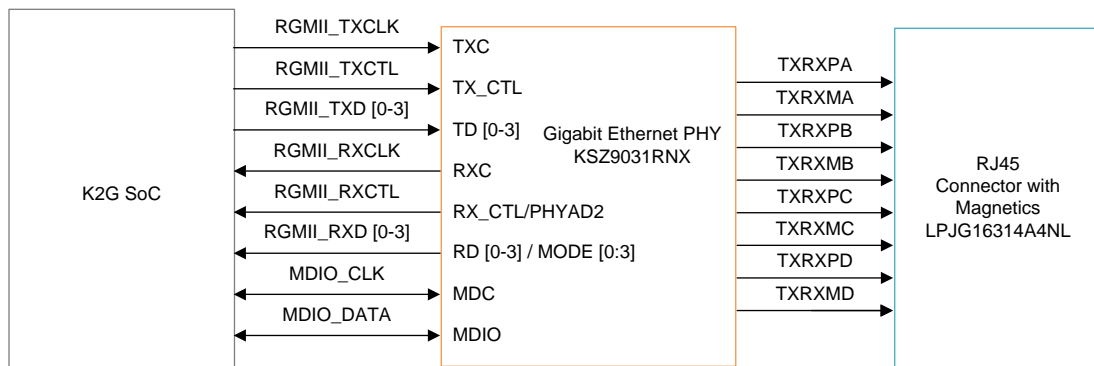 K2G SoC
RGMII_TXCLK
RGMII_TXCTL
RGMII_TXD [0-3]
RGMII_RXCLK
RGMII_RXCTL
RGMII_RXD [0-3]
MDIO_CLK
MDIO_DATA
TXC
TX_CTL
TD [0-3]
RXC
RX_CTL/PHYAD2
RD [0-3] / MODE [0:3]
MDC
MDIO
Gigabit Ethernet PHY
KSZ9031RNX
TXRXPA
TXRXMA
TXRXPB
TXRXMB
TXRXPC
TXRXMC
TXRXPD
TXRXMD
RJ45
Connector with
Magnetics
LPJG16314A4NL